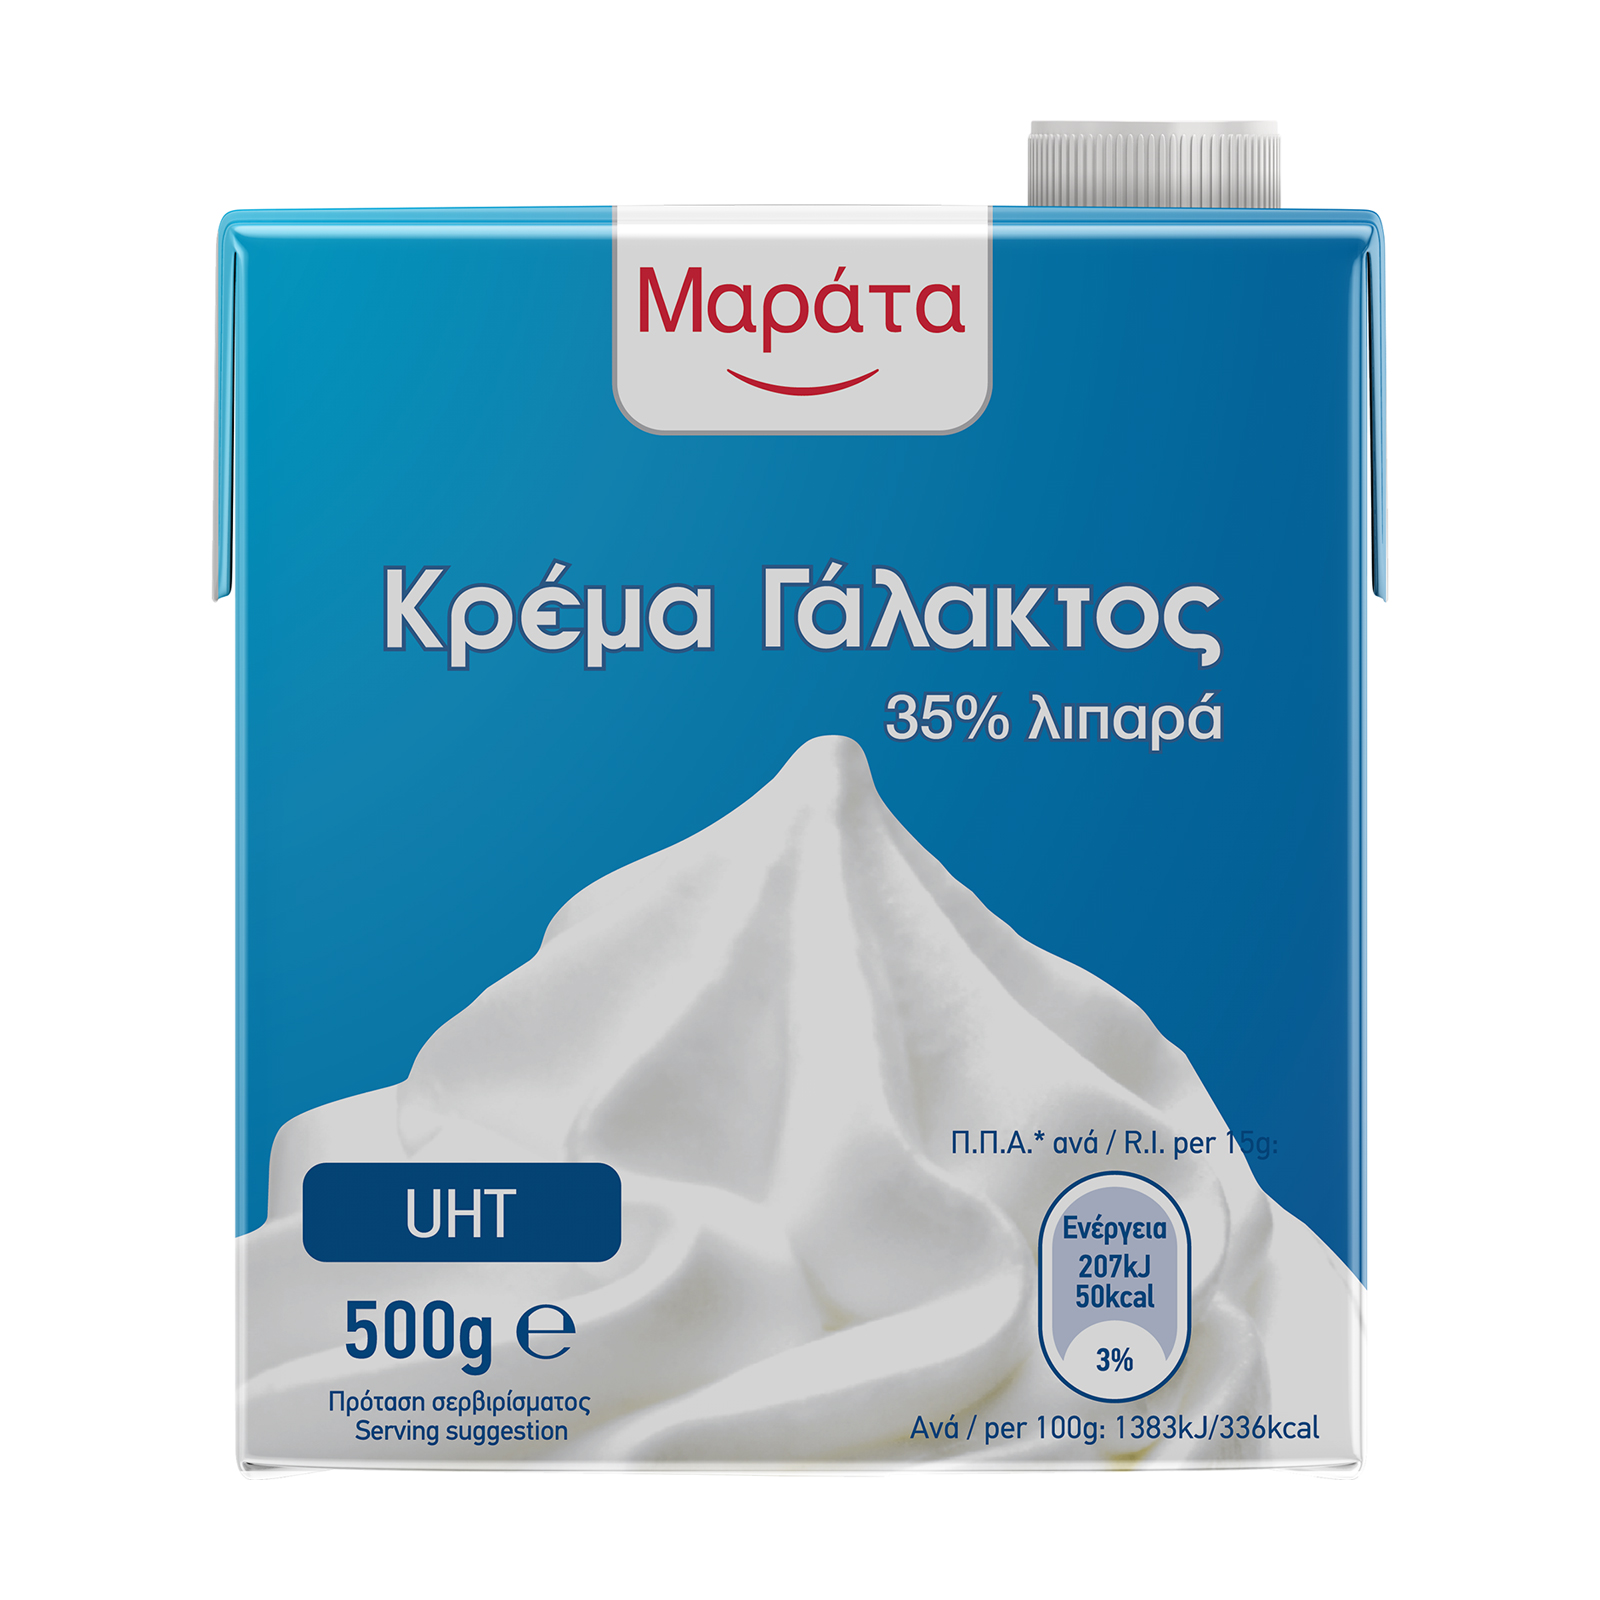 Μαράτα
Κρέμα Γάλακτος
35% λιπαρά
UHT
500g ℮
Πρόταση σερβιρίσματος
Serving suggestion
Π.Π.Α.* ανά / R.I. per 15g:
Ενέργεια
207kJ
50kcal
3%
Ανά / per 100g: 1383kJ/336kcal